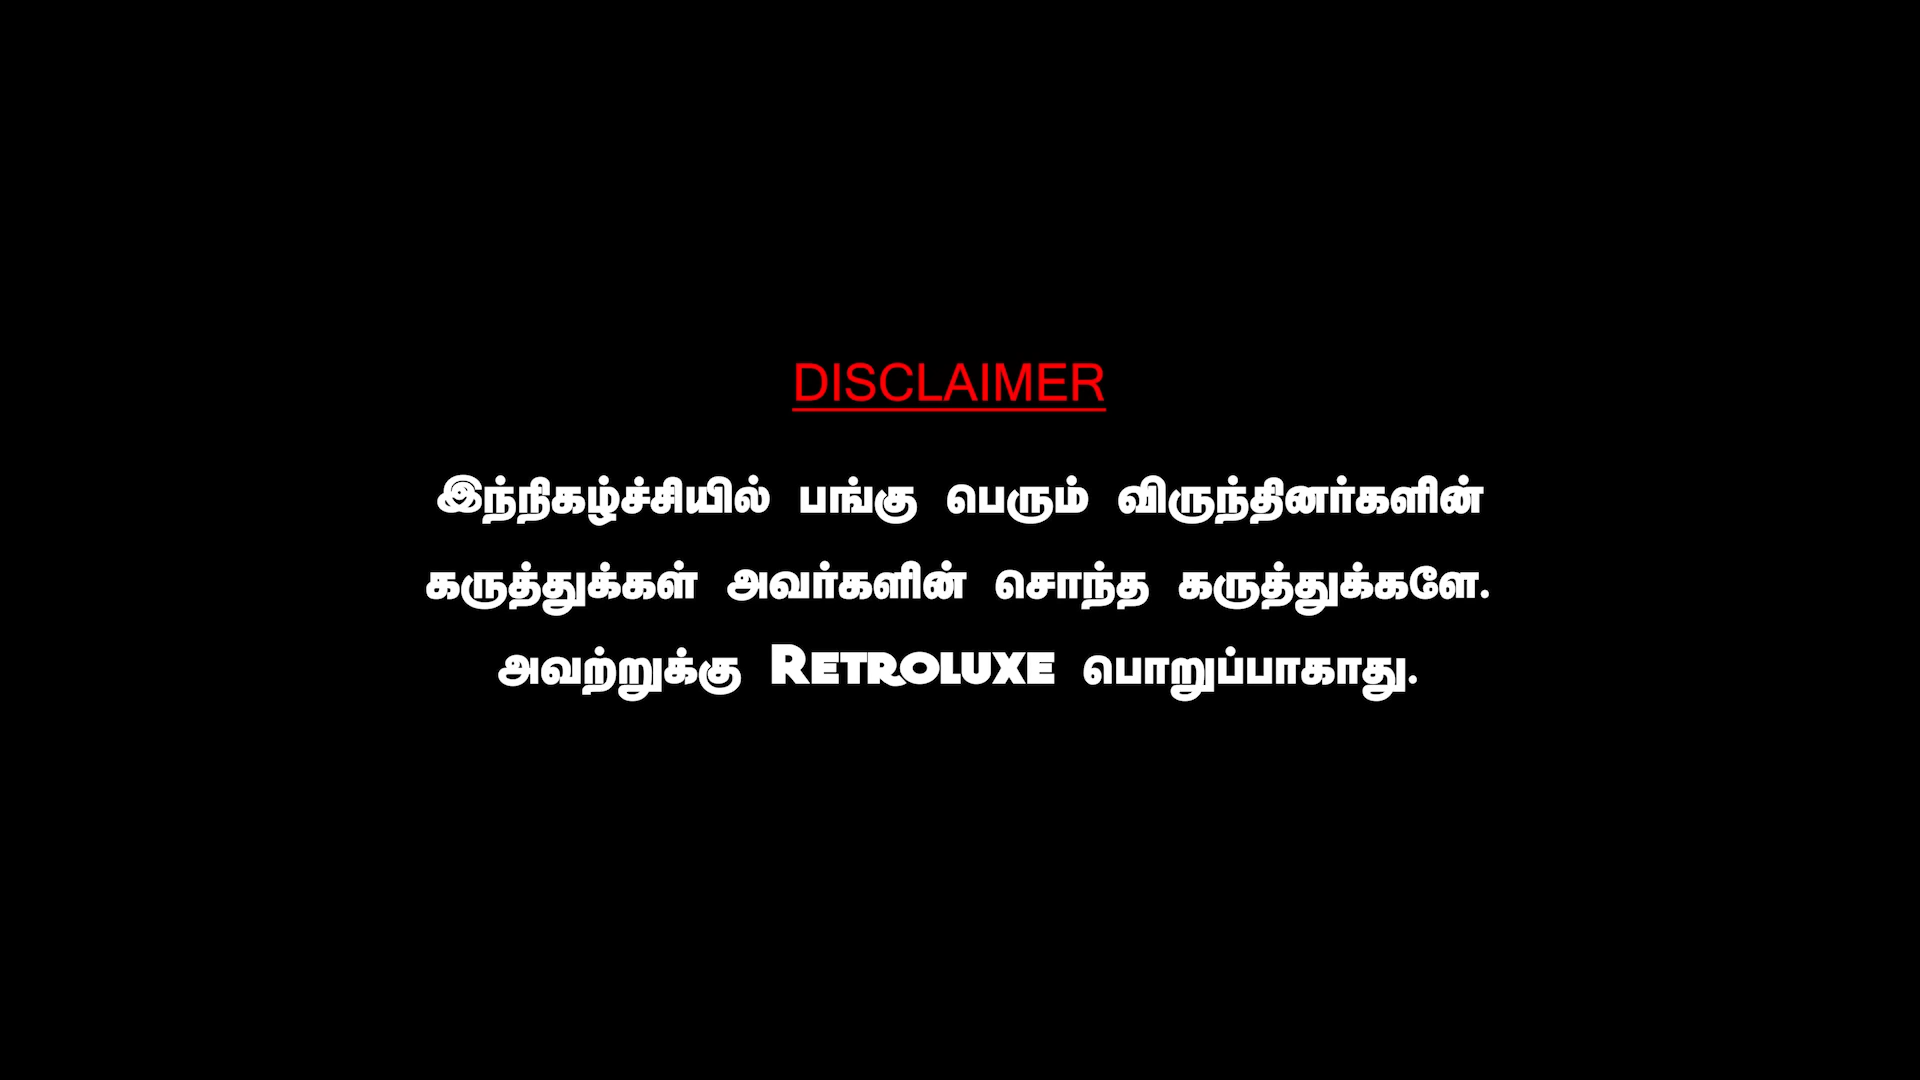 DISCLAIMER
இந்நிகழ்ச்சியில் பங்கு பெரும் விருந்தினர்களின்
கருத்துக்கள் அவர்களின் சொந்த கருத்துக்களே.
அவற்றுக்கு RETROLUXE பொறுப்பாகாது.